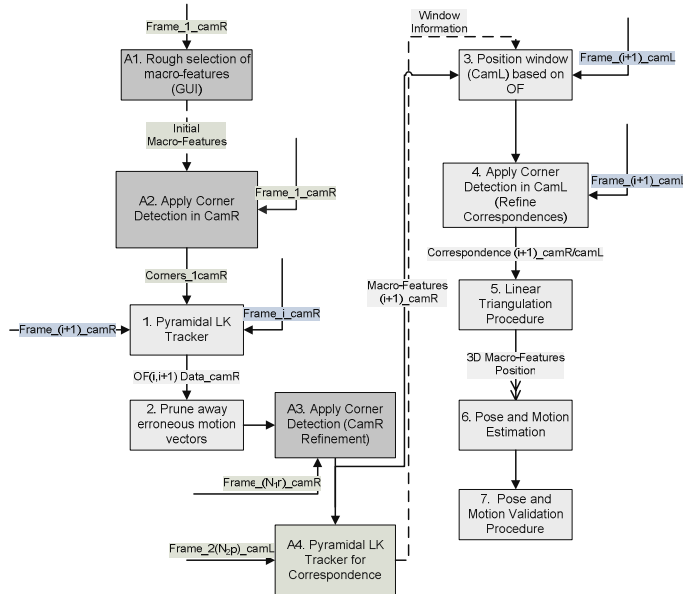 Frame_1_camR
A1. Rough selection of
macro-features
(GUI)
Initial
Macro-Features
A2. Apply Corner
Detection in CamR
Frame_1_camR
Corners_1camR
Frame_(i+1)_camR
1. Pyramidal LK
Tracker
Frame_i_camR
OF(i,i+1) Data_camR
2. Prune away
erroneous motion
vectors
A3. Apply Corner
Detection (CamR
Refinement)
Frame_(N₁r)_camR
Frame_2(N₂p)_camL
A4. Pyramidal LK
Tracker for
Correspondence
Macro-Features
(i+1)_camR
Window
Information
3. Position window
(CamL) based on
OF
Frame_(i+1)_camL
4. Apply Corner
Detection in CamL
(Refine
Correspondences)
Frame_(i+1)_camL
Correspondence (i+1)_camR/camL
5. Linear
Triangulation
Procedure
3D Macro-Features
Position
6. Pose and Motion
Estimation
7. Pose and
Motion Validation
Procedure